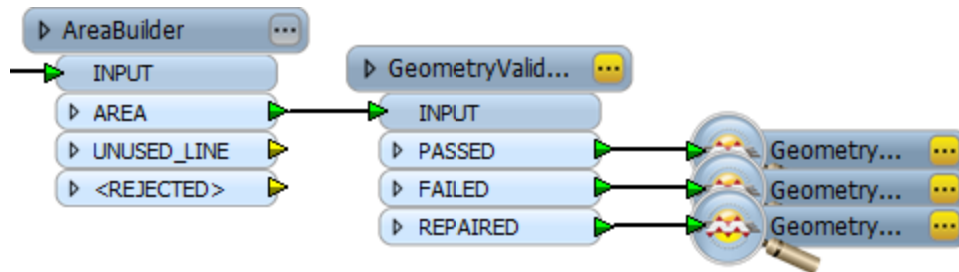 AreaBuilder
INPUT
AREA
UNUSED_LINE
<REJECTED>
GeometryValid...
INPUT
PASSED
FAILED
REPAIRED
Geometry...
Geometry...
Geometry...